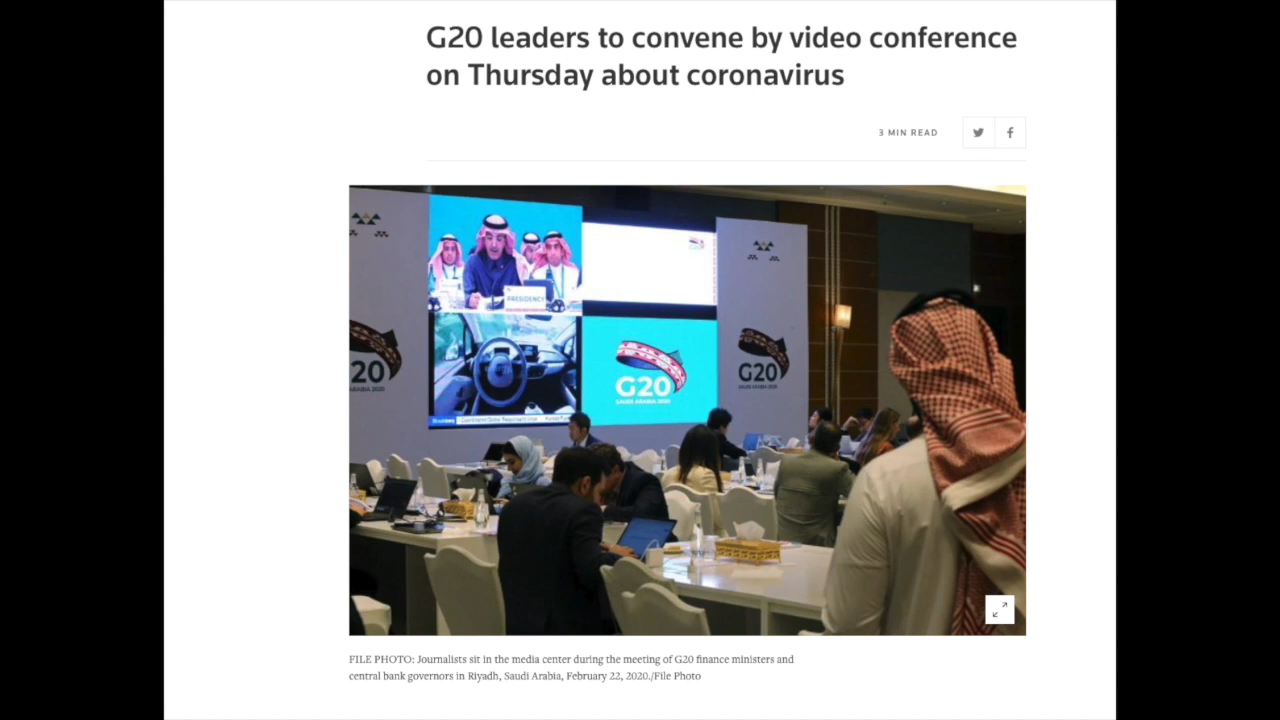 G20 leaders to convene by video conference
on Thursday about coronavirus
3 MIN READ
PRESIDENCY
G20
20
G20
SAUDI ARABIA 2020
G20
SAUDI ARABIA 2020
FILE PHOTO: Journalists sit in the media center during the meeting of G20 finance ministers and
central bank governors in Riyadh, Saudi Arabia, February 22, 2020./File Photo